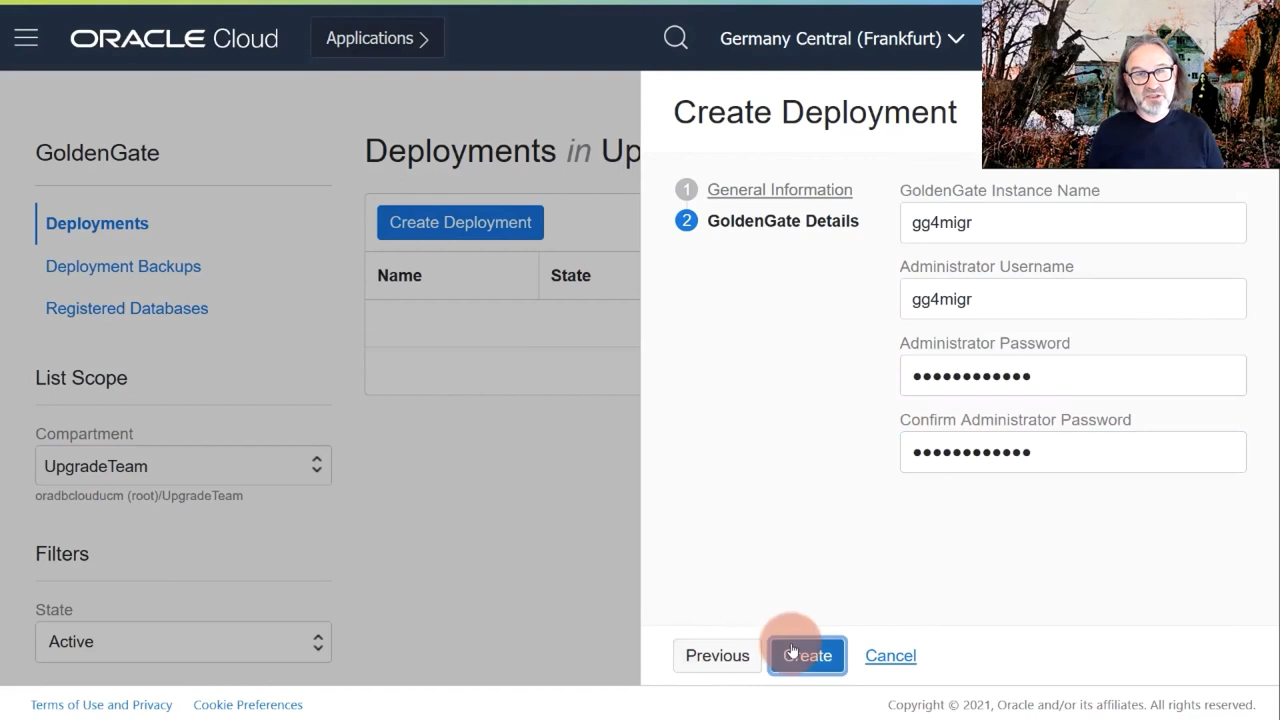 ORACLE Cloud
Applications
Germany Central (Frankfurt)
GoldenGate
Deployments
Deployment Backups
Registered Databases
List Scope
Compartment
UpgradeTeam
oradbclouducm (root)/UpgradeTeam
Filters
State
Active
Deployments in Up
Create Deployment
Name State
Create Deployment
1 General Information
2 GoldenGate Details
GoldenGate Instance Name
gg4migr
Administrator Username
gg4migr
Administrator Password
••••••••••••
Confirm Administrator Password
••••••••••••
Previous Create Cancel
Terms of Use and Privacy Cookie Preferences
Copyright © 2021, Oracle and/or its affiliates. All rights reserved.